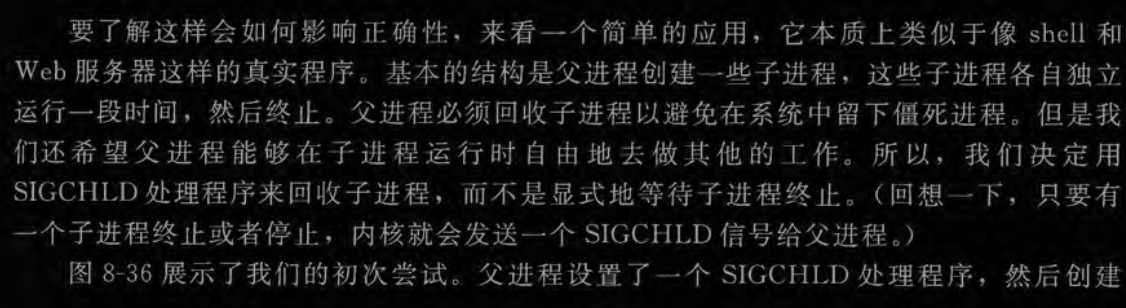 要了解这样会如何影响正确性，来看一个简单的应用，它本质上类似于像 shell 和
Web 服务器这样的真实程序。基本的结构是父进程创建一些子进程，这些子进程各自独立
运行一段时间，然后终止。父进程必须回收子进程以避免在系统中留下僵死进程。但是我
们还希望父进程能够在子进程运行时自由地去做其他的工作。所以，我们决定用
SIGCHLD 处理程序来回收子进程，而不是显式地等待子进程终止。（回想一下，只要有
一个子进程终止或者停止，内核就会发送一个 SIGCHLD 信号给父进程。）
图 8-36 展示了我们的初次尝试。父进程设置了一个 SIGCHLD 处理程序，然后创建